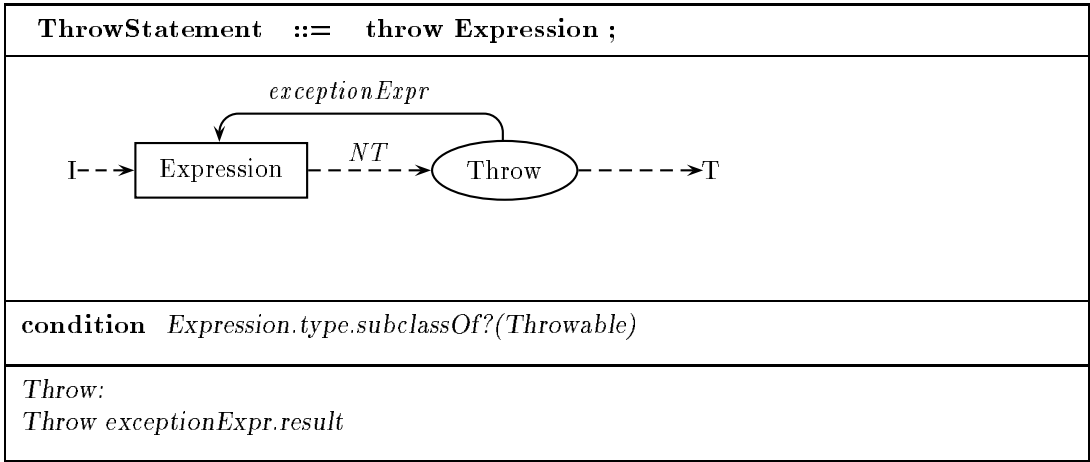 ThrowStatement ::= throw Expression ;
exceptionExpr
I Expression NT Throw T
condition Expression.type.subclassOf?(Throwable)
Throw:
Throw exceptionExpr.result